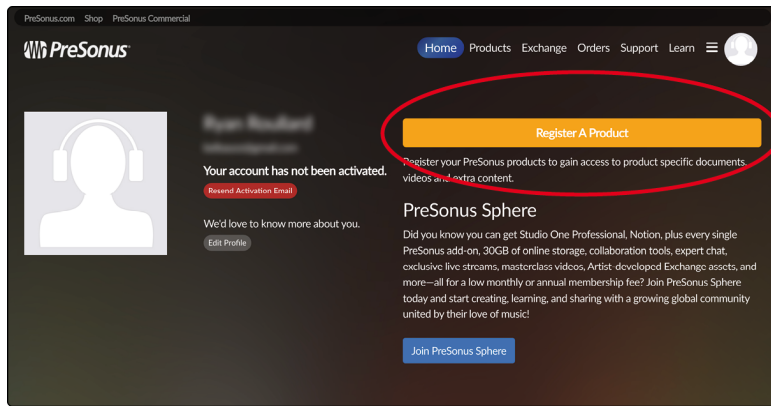 PreSonus.com Shop PreSonus Commercial
PreSonus
Home Products Exchange Orders Support Learn
Register A Product
Your account has not been activated.
Resend Activation Email
Register your PreSonus products to gain access to product specific documents,
videos and extra content.
We'd love to know more about you.
Edit Profile
PreSonus Sphere
Did you know you can get Studio One Professional, Notion, plus every single
PreSonus add-on, 30GB of online storage, collaboration tools, expert chat,
exclusive live streams, masterclass videos, Artist-developed Exchange assets, and
more—all for a low monthly or annual membership fee? Join PreSonus Sphere
today and start creating, learning, and sharing with a growing global community
united by their love of music!
Join PreSonus Sphere